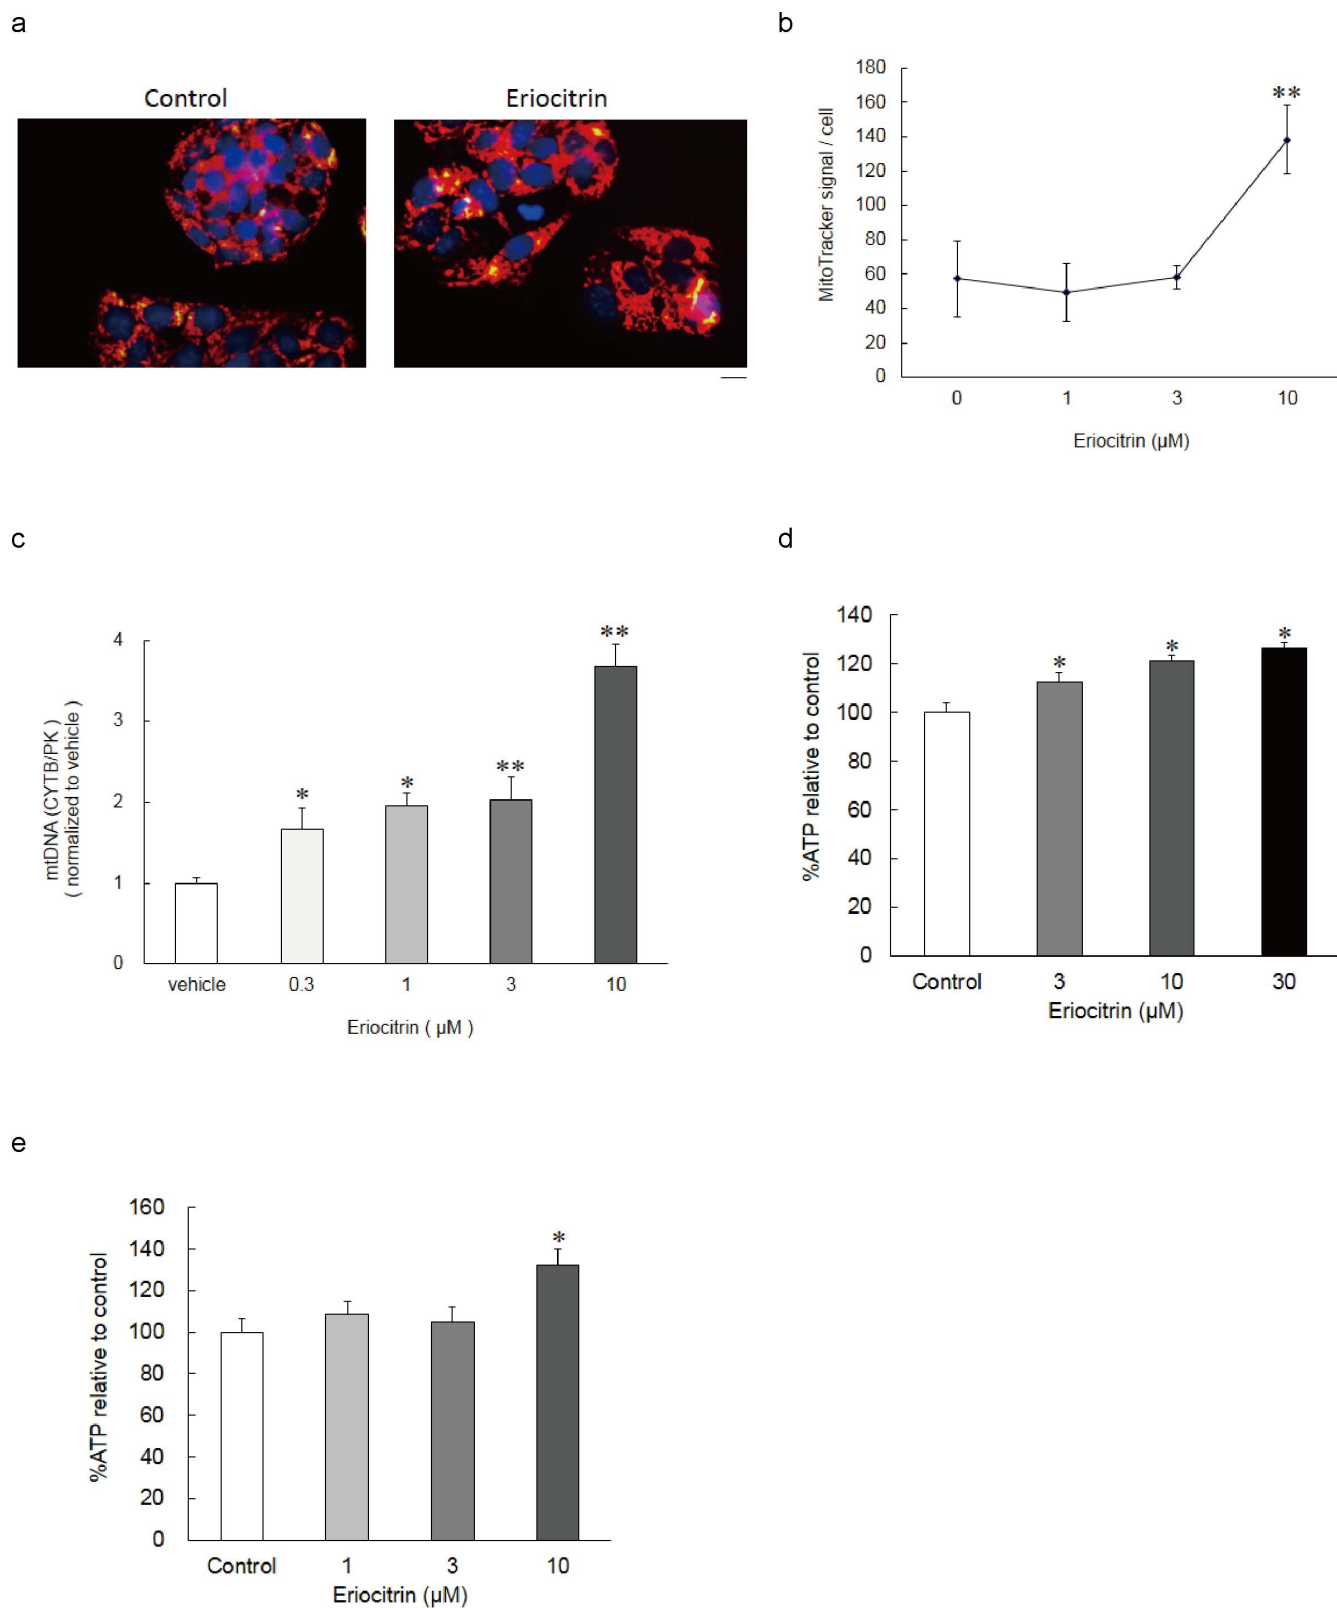 a
Control
Eriocitrin
b
180
160
140
120
100
80
60
40
20
0
MitoTracker signal / cell
**
0 1 3 10
Eriocitrin (µM)
c
4
3
2
1
0
mtDNA (CYTB/PK )
( normalized to vehicle )
* * ** **
vehicle 0.3 1 3 10
Eriocitrin ( µM )
d
140
120
100
80
60
40
20
0
%ATP relative to control
* * *
Control 3 10 30
Eriocitrin (µM)
e
160
140
120
100
80
60
40
20
0
%ATP relative to control
*
Control 1 3 10
Eriocitrin (µM)